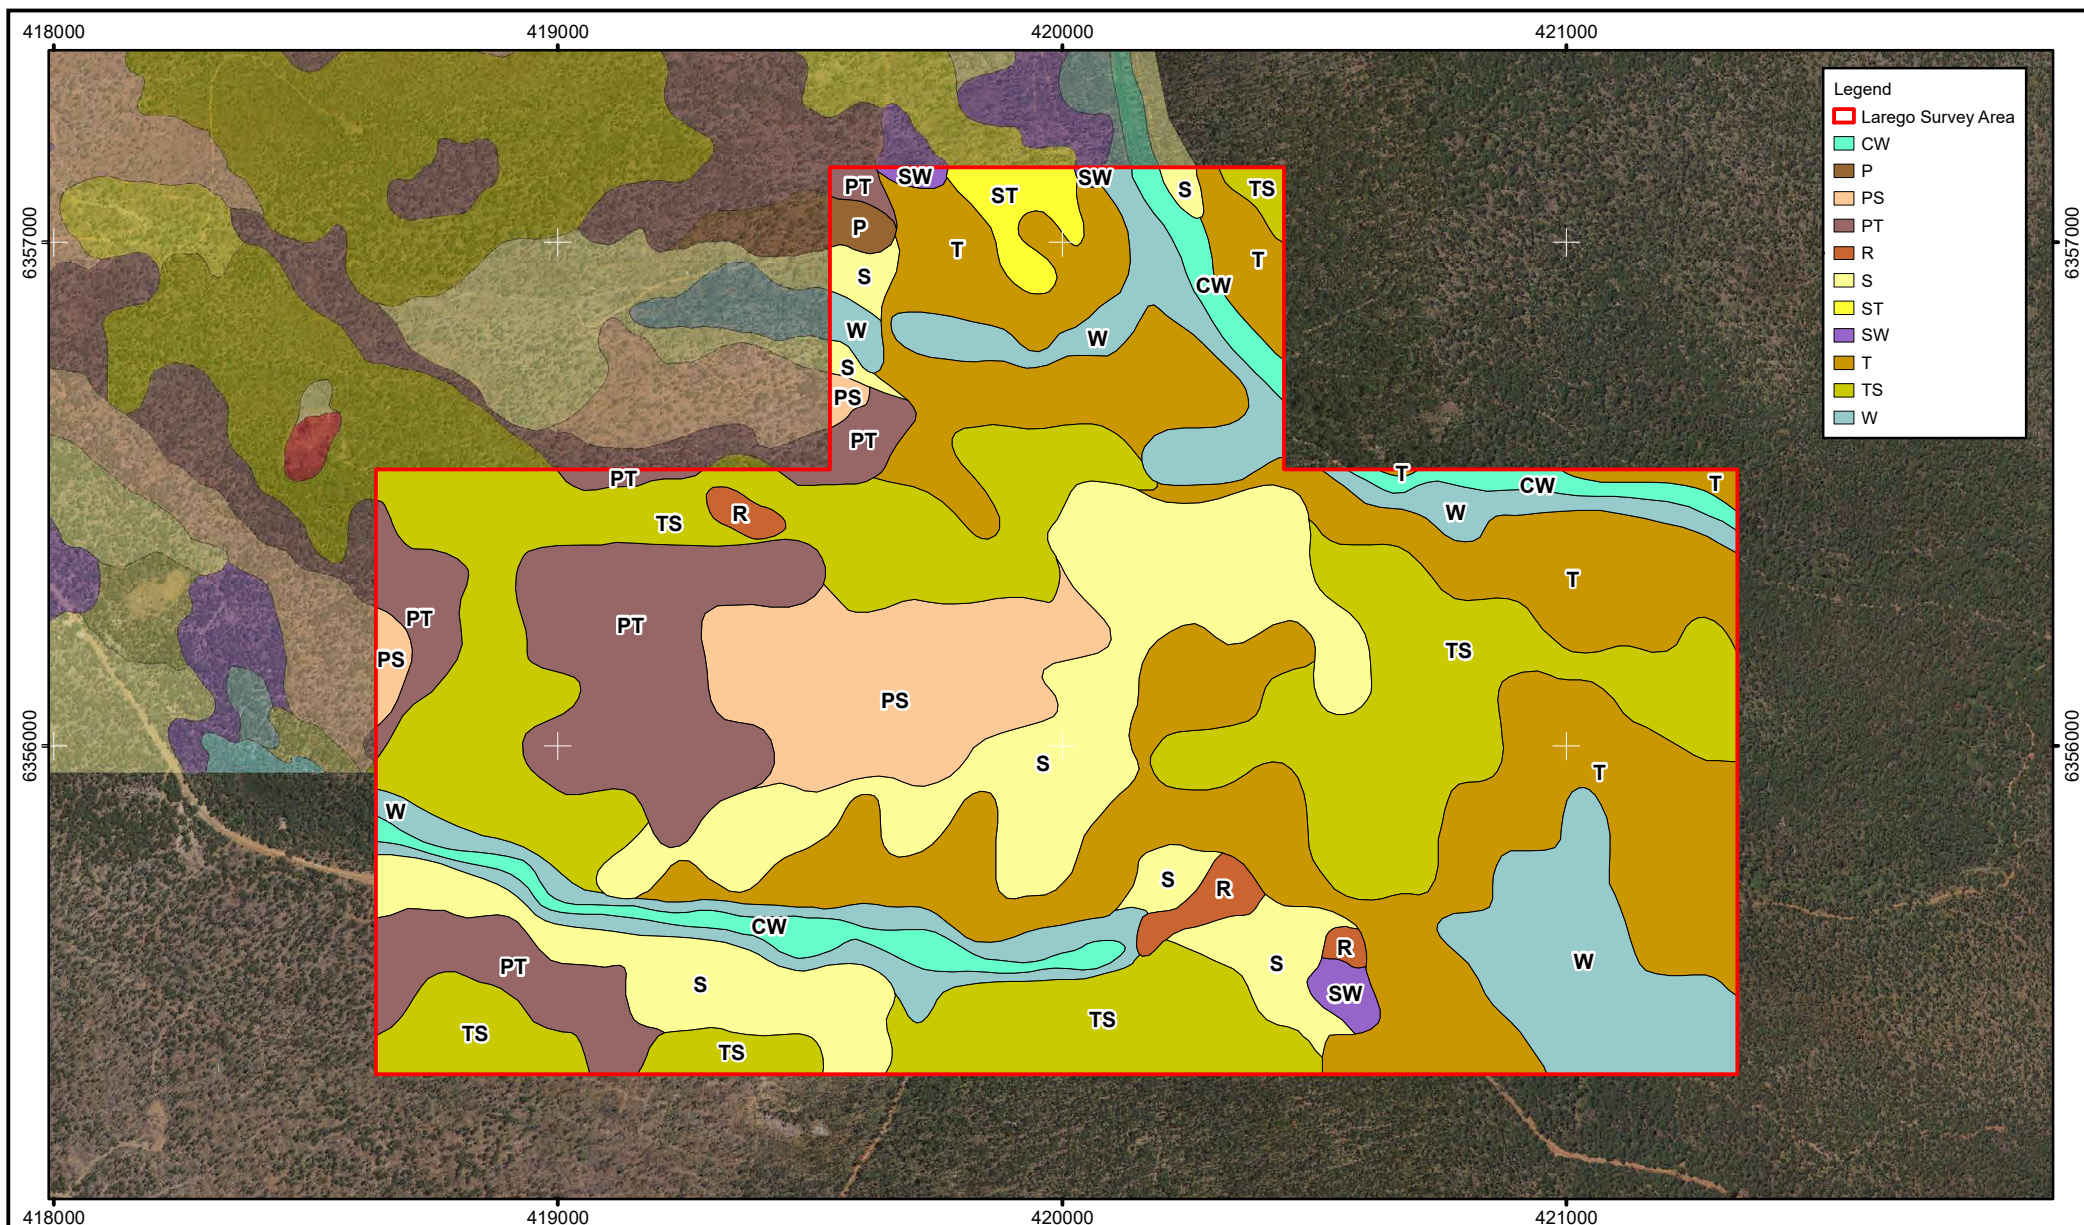 418000 419000 420000 421000
Legend
Larego Survey Area
CW
P
PS
PT
R
S
ST
SW
T
TS
W
6357000
6357000
6356000
6356000
PT SW ST SW S TS
P
T T
S
CW
W W
S
PS
PT
PT T CW T
R W
TS
T
PT PT
TS
PS
PS
S T
W
S R
CW
R
PT S W
S
SW
TS TS
TS
418000 419000 420000 421000